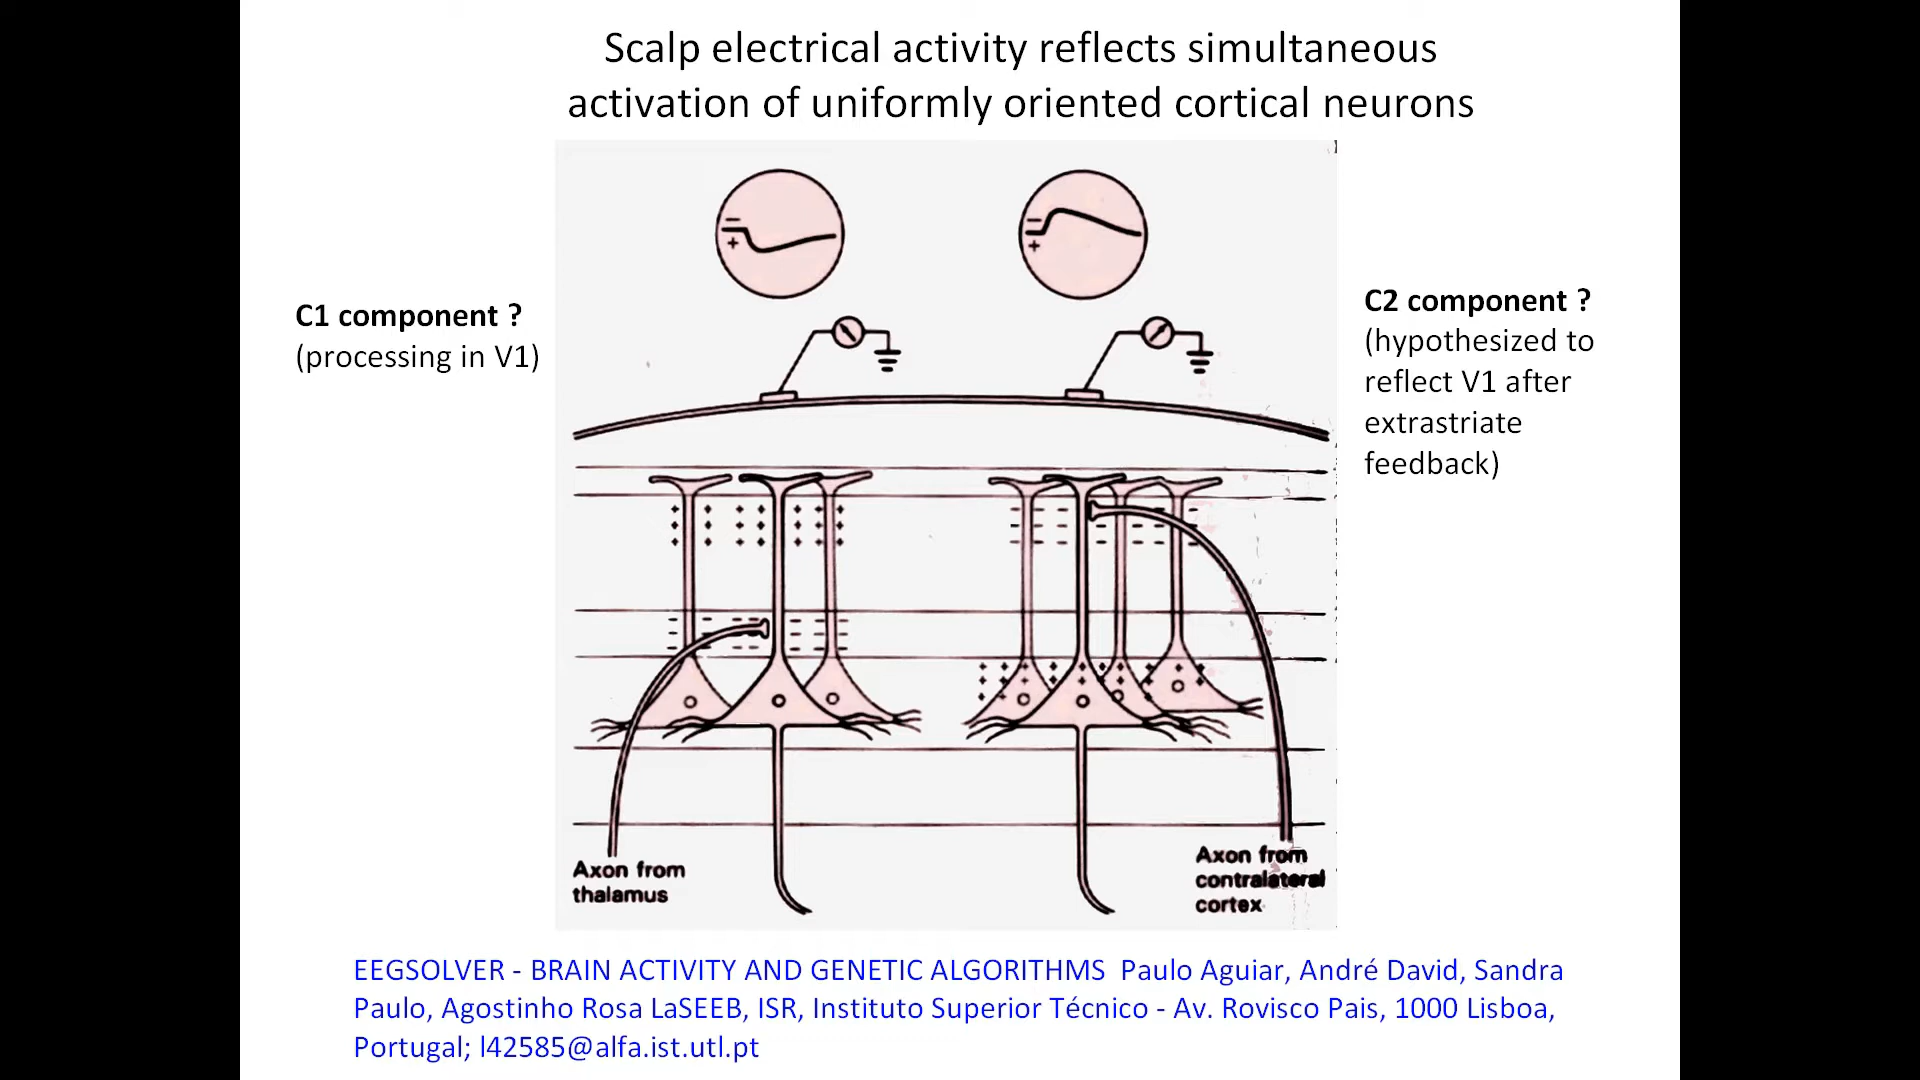 Scalp electrical activity reflects simultaneous
activation of uniformly oriented cortical neurons
C1 component ?
(processing in V1)
C2 component ?
(hypothesized to
reflect V1 after
extrastriate
feedback)
Axon from
thalamus
Axon from
contralateral
cortex
EEGSOLVER - BRAIN ACTIVITY AND GENETIC ALGORITHMS  Paulo Aguiar, André David, Sandra
Paulo, Agostinho Rosa LaSEEB, ISR, Instituto Superior Técnico - Av. Rovisco Pais, 1000 Lisboa,
Portugal; l42585@alfa.ist.utl.pt